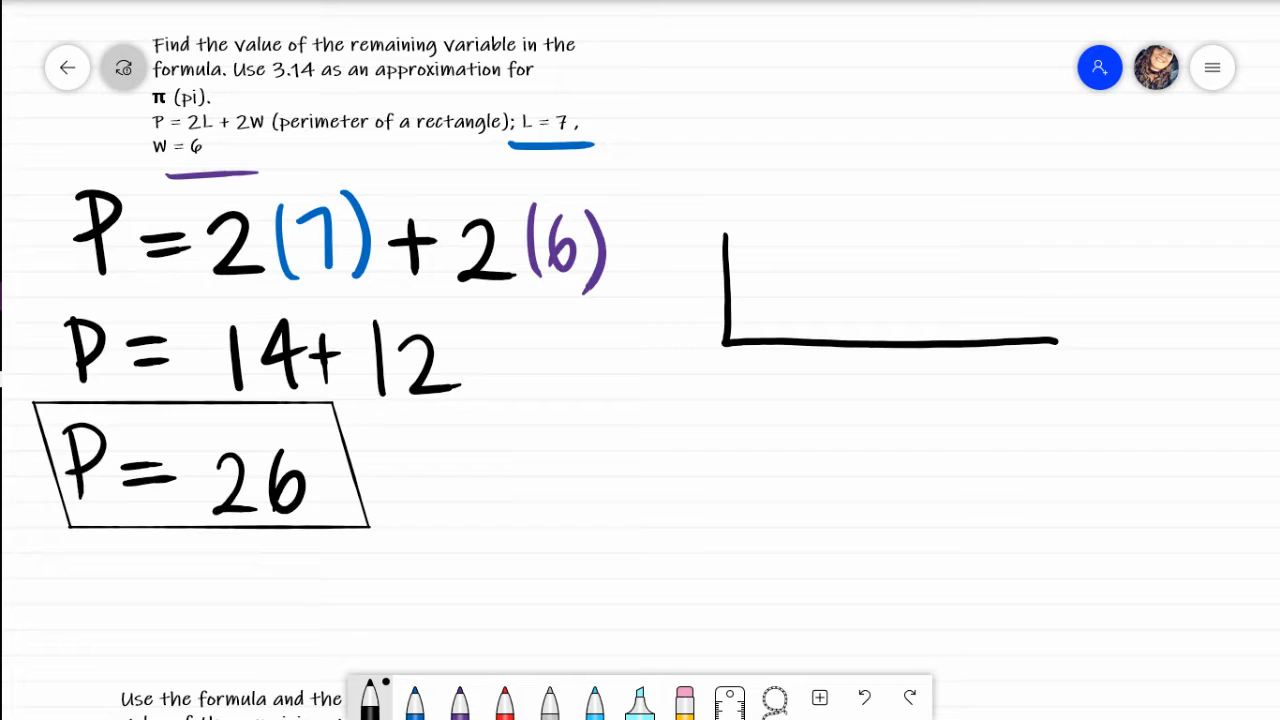 Find the value of the remaining variable in the
formula. Use 3.14 as an approximation for
π (pi).
P = 2L + 2W (perimeter of a rectangle); L = 7 ,
W = 6
P = 2(7) + 2(6)
P = 14 + 12
P = 26
Use the formula and the